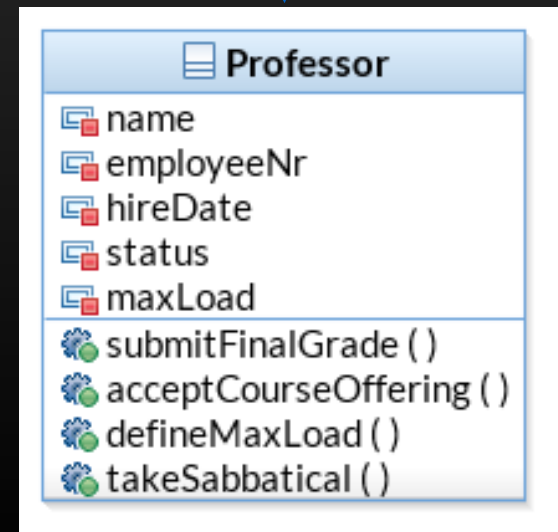 Professor
name
employeeNr
hireDate
status
maxLoad
submitFinalGrade ( )
acceptCourseOffering ( )
defineMaxLoad ( )
takeSabbatical ( )